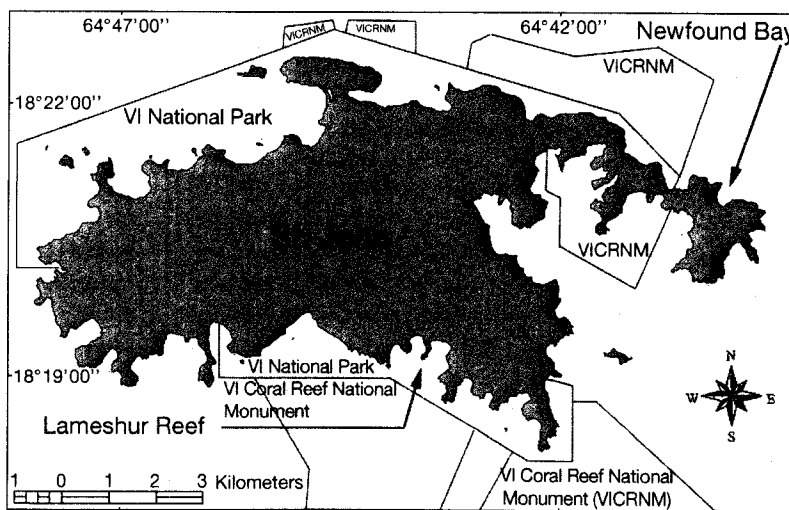 64°47'00" 64°42'00" Newfound Bay
VICRNM VICRNM
VICRNM
18°22'00"
VI National Park
VICRNM
18°19'00"
VI National Park
VI Coral Reef National
Monument
Lameshur Reef
N
W E
S
VI Coral Reef National
Monument (VICRNM)
1 0 1 2 3 Kilometers